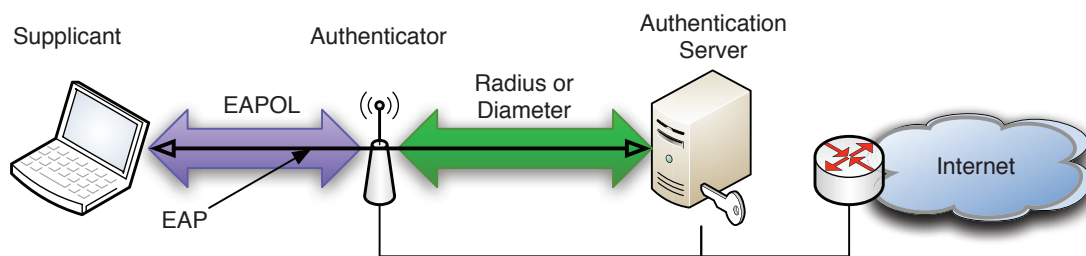 Supplicant
Authenticator
Authentication
Server
EAPOL
Radius or
Diameter
EAP
Internet